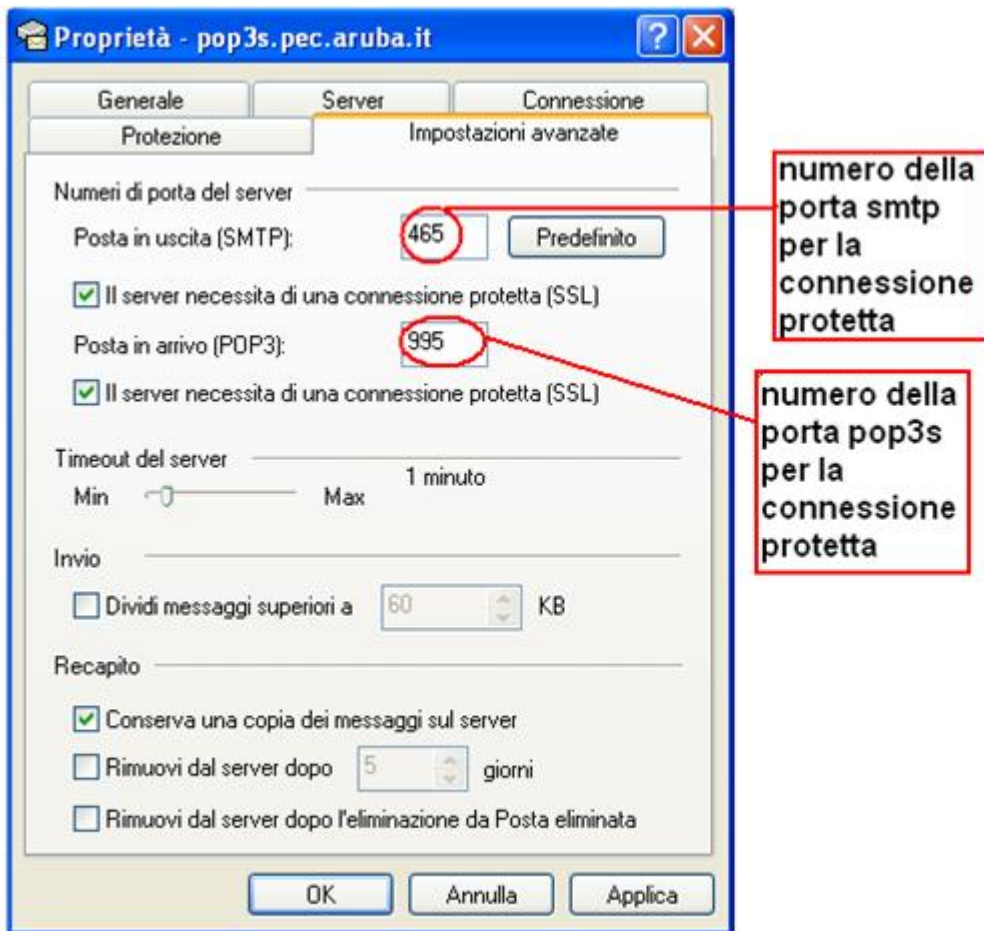 Proprietà - pop3s.pec.aruba.it
Generale
Server
Connessione
Protezione
Impostazioni avanzate
Numeri di porta del server
Posta in uscita (SMTP):
465
Predefinito
Il server necessita di una connessione protetta (SSL)
Posta in arrivo (POP3):
995
Il server necessita di una connessione protetta (SSL)
Timeout del server
Min
Max
1 minuto
Invio
Dividi messaggi superiori a
60
KB
Recapito
Conserva una copia dei messaggi sul server
Rimuovi dal server dopo
5
giorni
Rimuovi dal server dopo l'eliminazione da Posta eliminata
OK
Annulla
Applica
numero della
porta smtp
per la
connessione
protetta
numero della
porta pop3s
per la
connessione
protetta